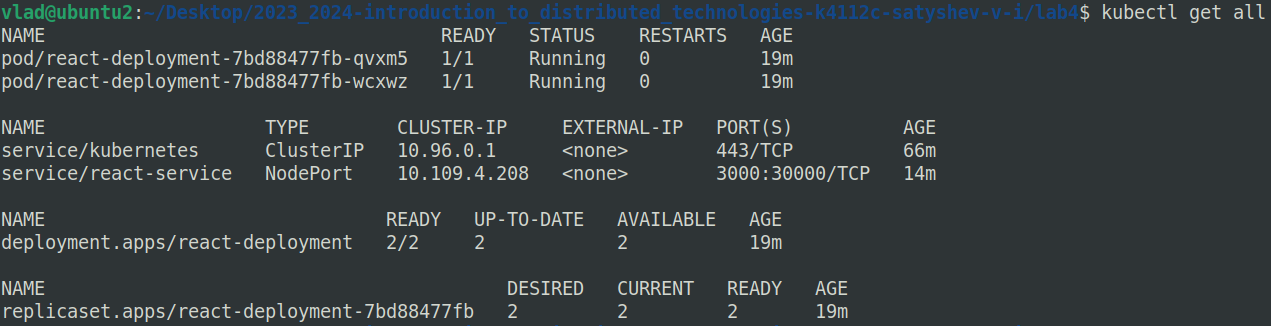 vlad@ubuntu2:~/Desktop/2023_2024-introduction_to_distributed_technologies-k4112c-satyshev-v-i/lab4$ kubectl get all
NAME READY STATUS RESTARTS AGE
pod/react-deployment-7bd88477fb-qvxm5 1/1 Running 0 19m
pod/react-deployment-7bd88477fb-wcxwz 1/1 Running 0 19m
NAME TYPE CLUSTER-IP EXTERNAL-IP PORT(S) AGE
service/kubernetes ClusterIP 10.96.0.1 <none> 443/TCP 66m
service/react-service NodePort 10.109.4.208 <none> 3000:30000/TCP 14m
NAME READY UP-TO-DATE AVAILABLE AGE
deployment.apps/react-deployment 2/2 2 2 19m
NAME DESIRED CURRENT READY AGE
replicaset.apps/react-deployment-7bd88477fb 2 2 2 19m